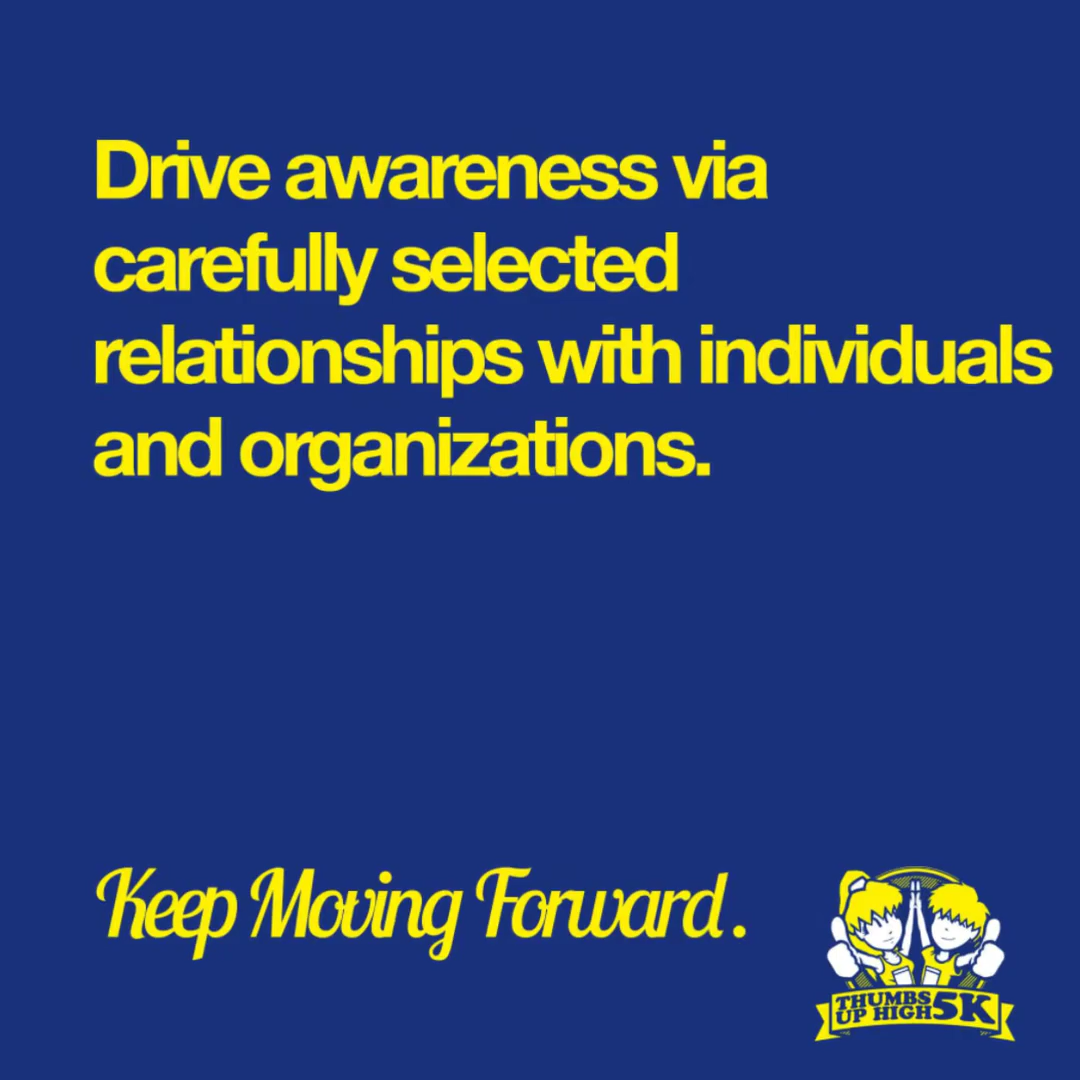 Drive awareness via
carefully selected
relationships with individuals
and organizations.
Keep Moving Forward.
THUMBS
UP HIGH 5K